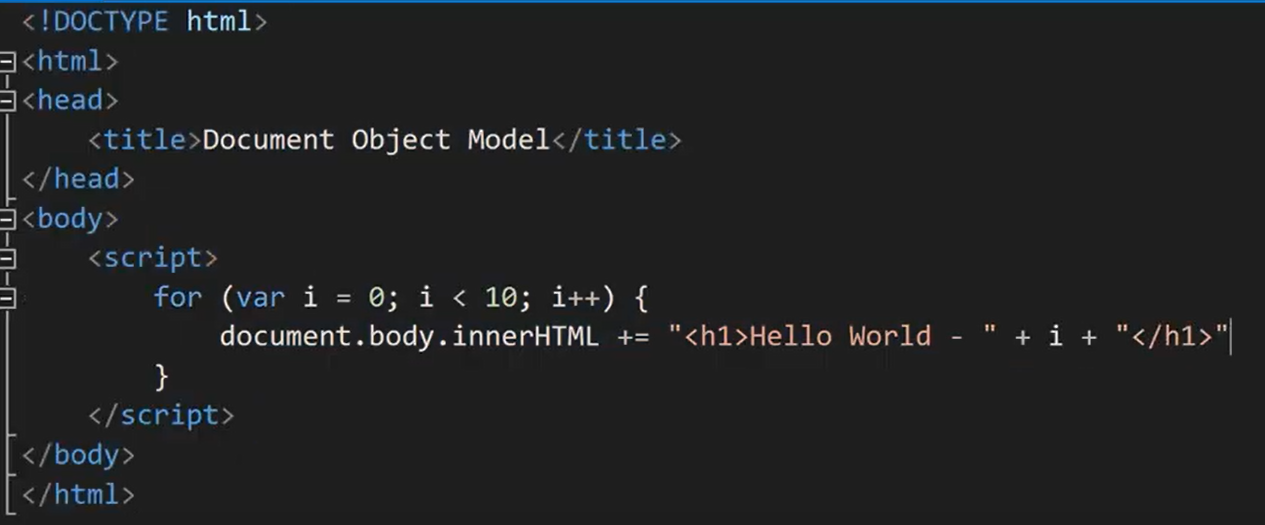 <!DOCTYPE html>
<html>
<head>
    <title>Document Object Model</title>
</head>
<body>
    <script>
        for (var i = 0; i < 10; i++) {
            document.body.innerHTML += "<h1>Hello World - " + i + "</h1>"
        }
    </script>
</body>
</html>